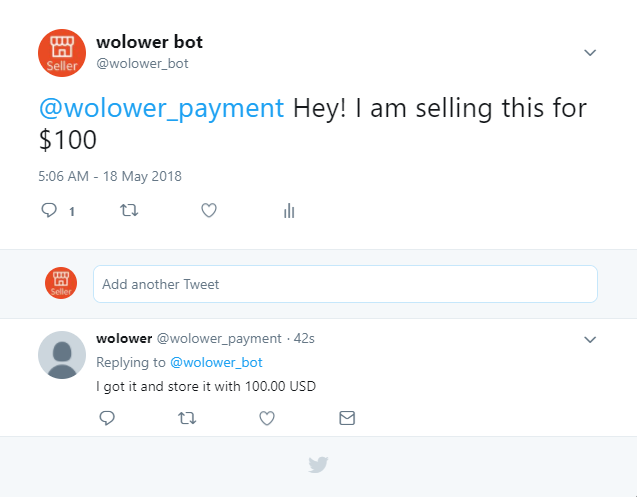 Seller
wolower bot
@wolower_bot
@wolower_payment Hey! I am selling this for
$100
5:06 AM - 18 May 2018
1
Seller
Add another Tweet
wolower @wolower_payment · 42s
Replying to @wolower_bot
I got it and store it with 100.00 USD